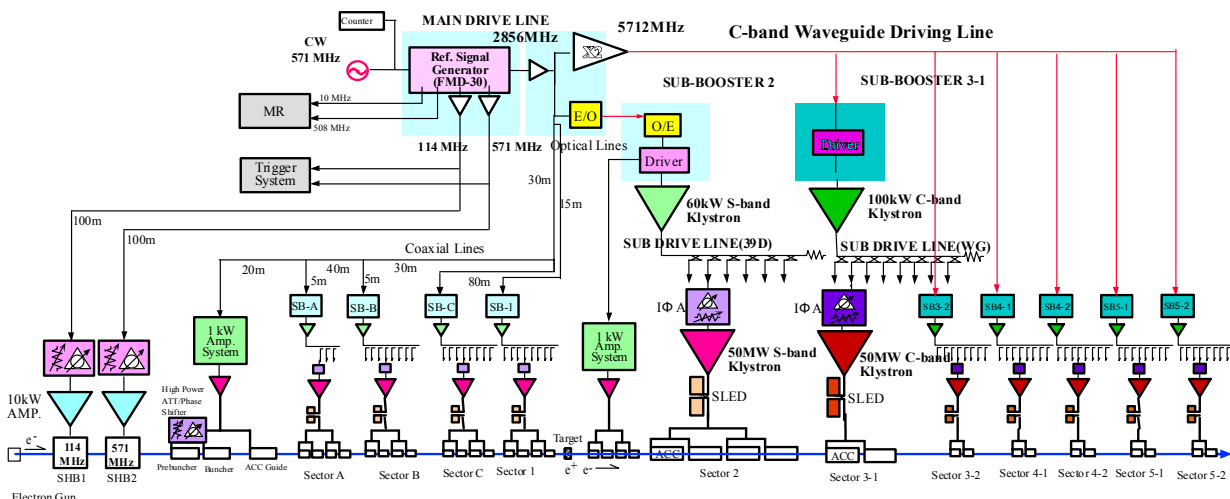 Counter
MAIN DRIVE LINE
5712MHz
C-band Waveguide Driving Line
CW
571 MHz
2856MHz
X2
Ref. Signal
Generator
(FMD-30)
SUB-BOOSTER 2
SUB-BOOSTER 3-1
MR
10 MHz
508 MHz
E/O
O/E
Optical Lines
114 MHz
571 MHz
Driver
Driver
Trigger
System
30m
15m
60kW S-band
Klystron
100kW C-band
Klystron
100m
100m
Coaxial Lines
SUB DRIVE LINE(39D)
SUB DRIVE LINE(WG)
20m
40m
30m
80m
5m
5m
SB-A
SB-B
SB-C
SB-1
IΦA
IΦA
SB3-2
SB4-1
SB4-2
SB5-1
SB5-2
1 kW
Amp.
System
1 kW
Amp.
System
50MW S-band
Klystron
50MW C-band
Klystron
10kW
AMP.
High Power
ATT/Phase
Shifter
SLED
SLED
e-
114
MHz
571
MHz
Target
e+ e-
ACC
ACC
SHB1
SHB2
Prebuncher
Buncher
ACC Guide
Sector A
Sector B
Sector C
Sector 1
Sector 2
Sector 3-1
Sector 3-2
Sector 4-1
Sector 4-2
Sector 5-1
Sector 5-2
Electron Gun